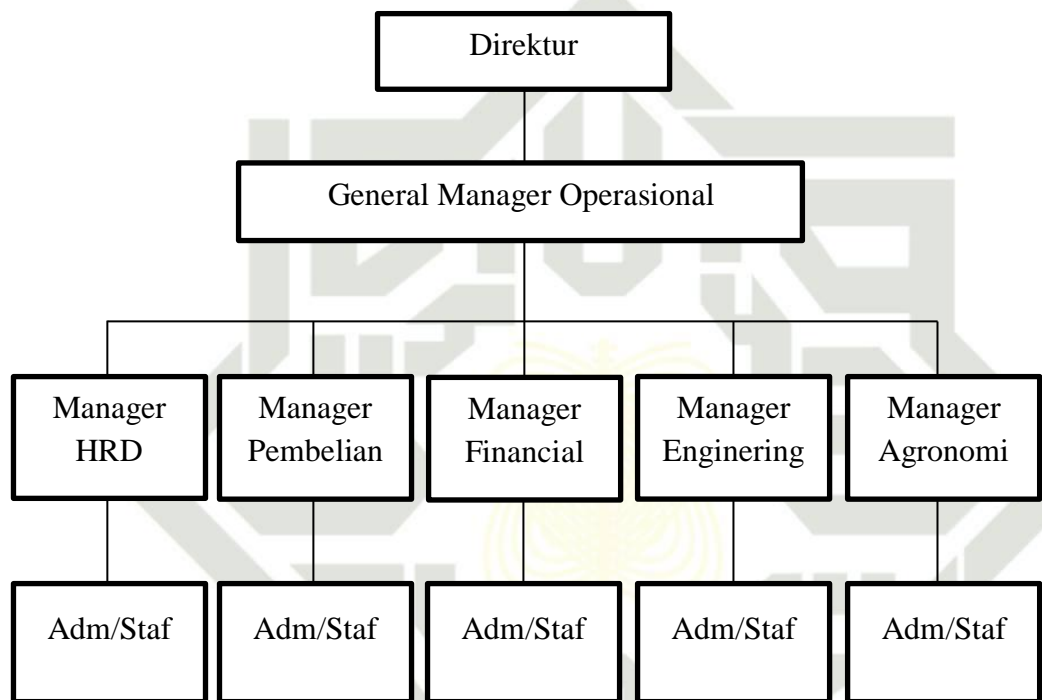 Direktur
General Manager Operasional
Manager
HRD
Manager
Pembelian
Manager
Financial
Manager
Enginering
Manager
Agronomi
Adm/Staf
Adm/Staf
Adm/Staf
Adm/Staf
Adm/Staf